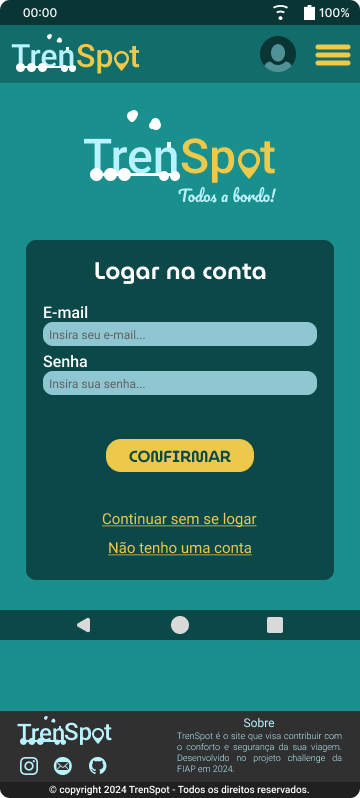 00:00
100%
TrenSpot
TrenSpot
Todos a bordo!
Logar na conta
E-mail
Insira seu e-mail...
Senha
Insira sua senha...
CONFIRMAR
Continuar sem se logar
Não tenho uma conta
TrenSpot
Sobre
TrenSpot é o site que visa contribuir com
o conforto e segurança da sua viagem.
Desenvolvido no projeto challenge da
FIAP em 2024.
© copyright 2024 TrenSpot - Todos os direitos reservados.